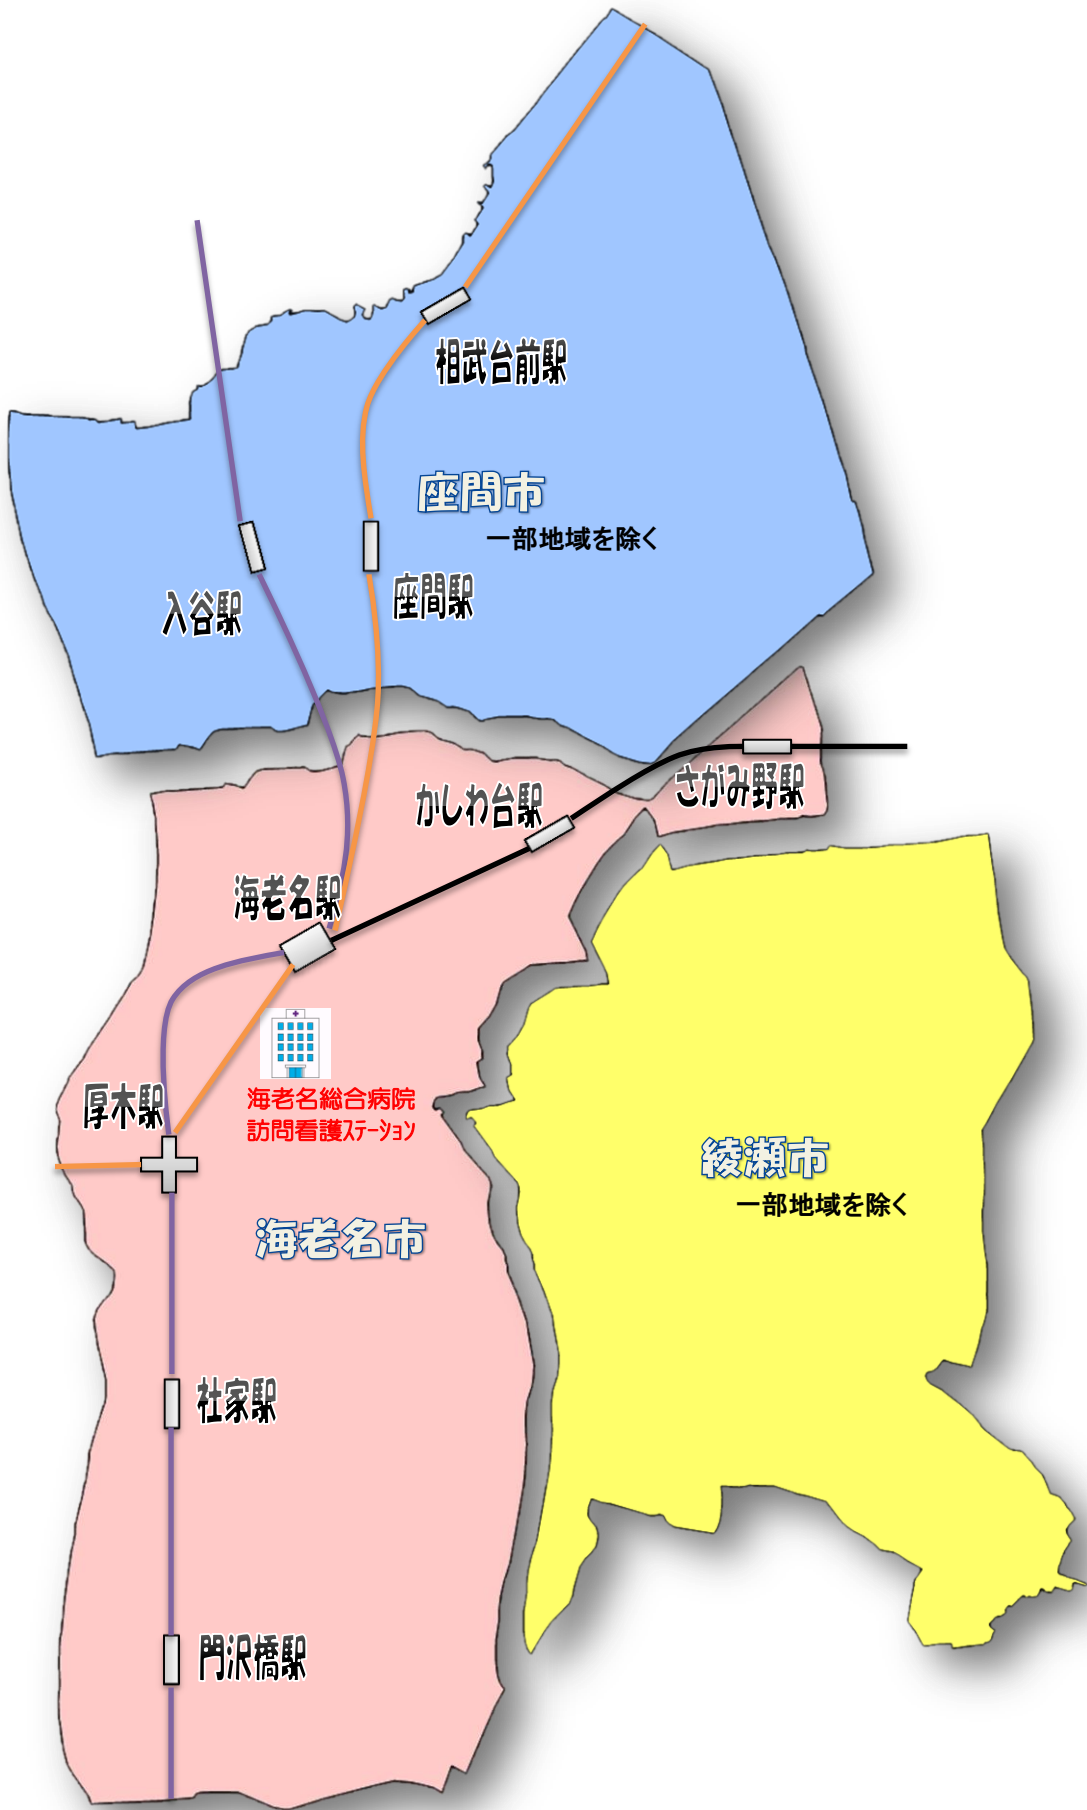 相武台前駅
座間市
一部地域を除く
入谷駅
座間駅
さがみ野駅
かしわ台駅
海老名駅
海老名総合病院
訪問看護ステーション
厚木駅
綾瀬市
一部地域を除く
海老名市
社家駅
門沢橋駅